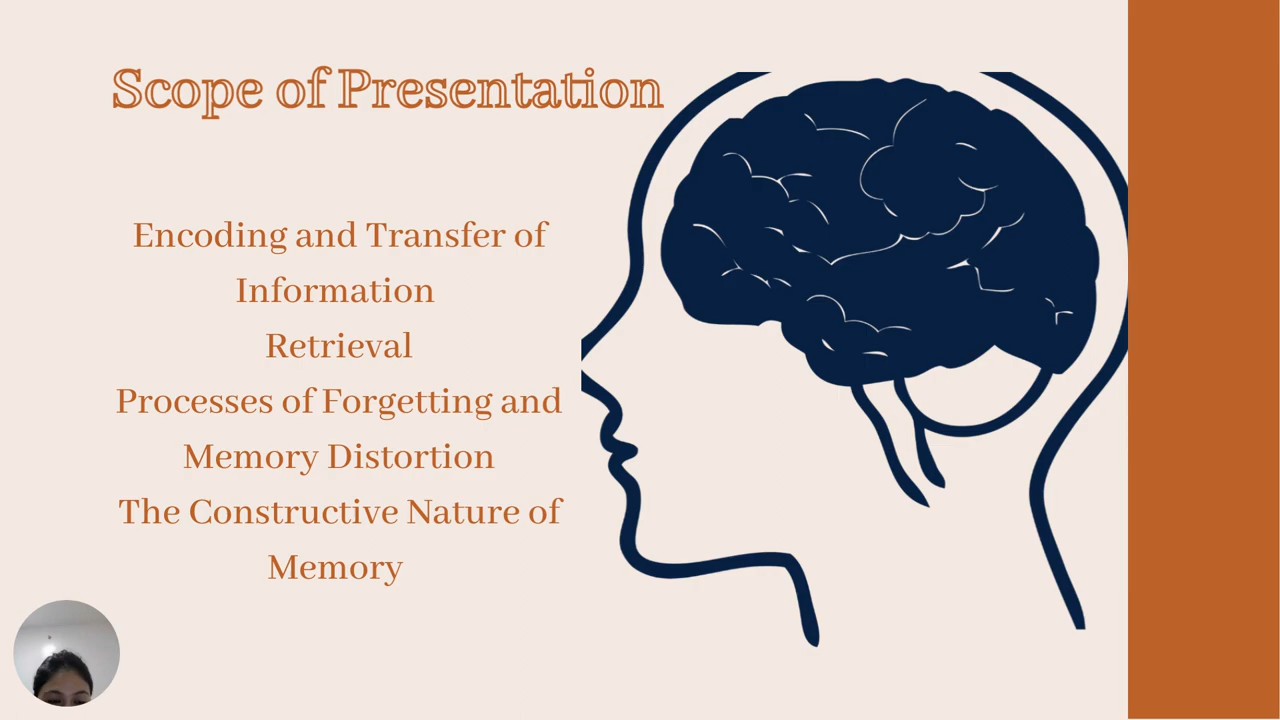 Scope of Presentation
Encoding and Transfer of
Information
Retrieval
Processes of Forgetting and
Memory Distortion
The Constructive Nature of
Memory